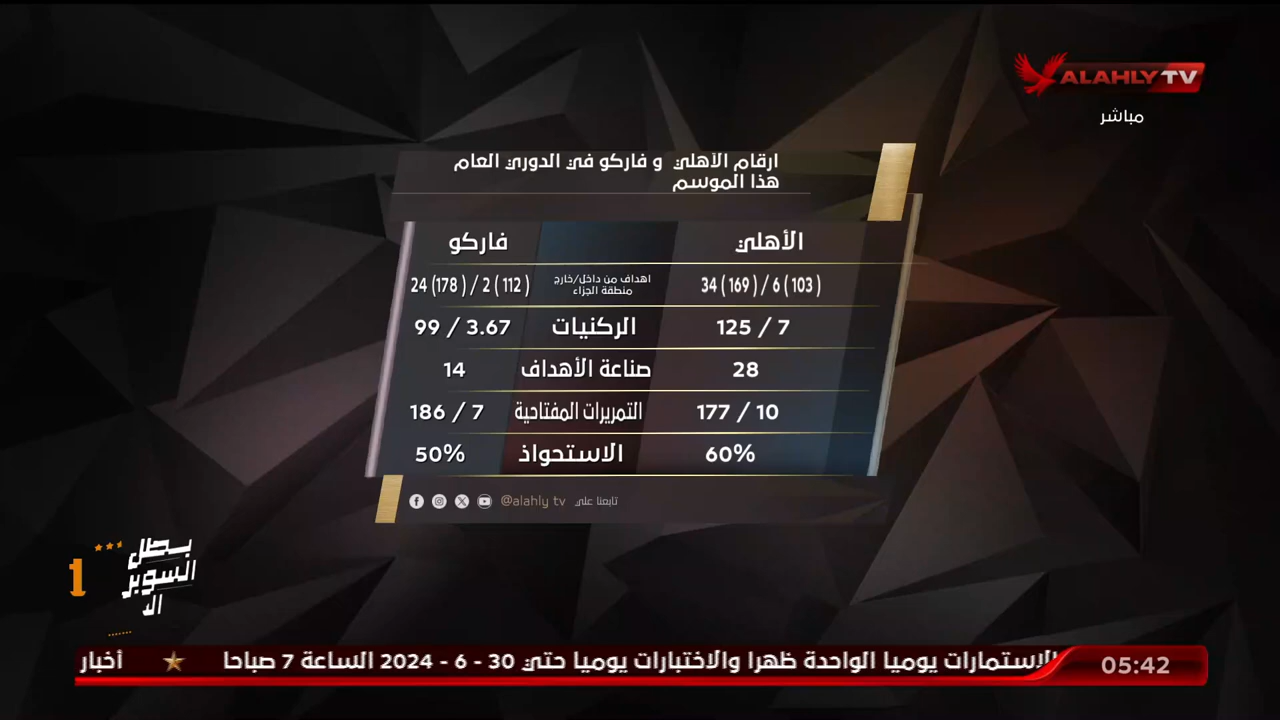 ALAHLY TV
مباشر
ارقام الأهلي و فاركو في الدوري العام
هذا الموسم
الأهلي فاركو
34 ( 169 ) / 6 ( 103 ) اهداف من داخل/خارج منطقة الجزاء 24 (178 ) / 2 ( 112 )
125 / 7 الركنيات 99 / 3.67
28 صناعة الأهداف 14
177 / 10 التمريرات المفتاحية 186 / 7
60% الاستحواذ 50%
تابعنا علي @alahly tv
بطل
السوبر
الـ
1
الاستمارات يوميا الواحدة ظهرا والاختبارات يوميا حتي 30 - 6 - 2024 الساعة 7 صباحا
أخبار
05:42